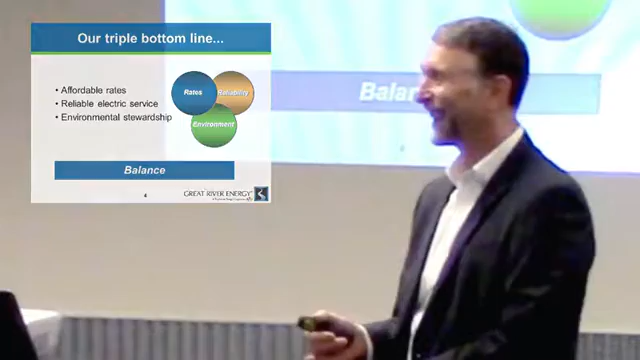 Our triple bottom line...
• Affordable rates
• Reliable electric service
• Environmental stewardship
Rates
Reliability
Environment
Balance
4
GREAT RIVER ENERGY
Balan